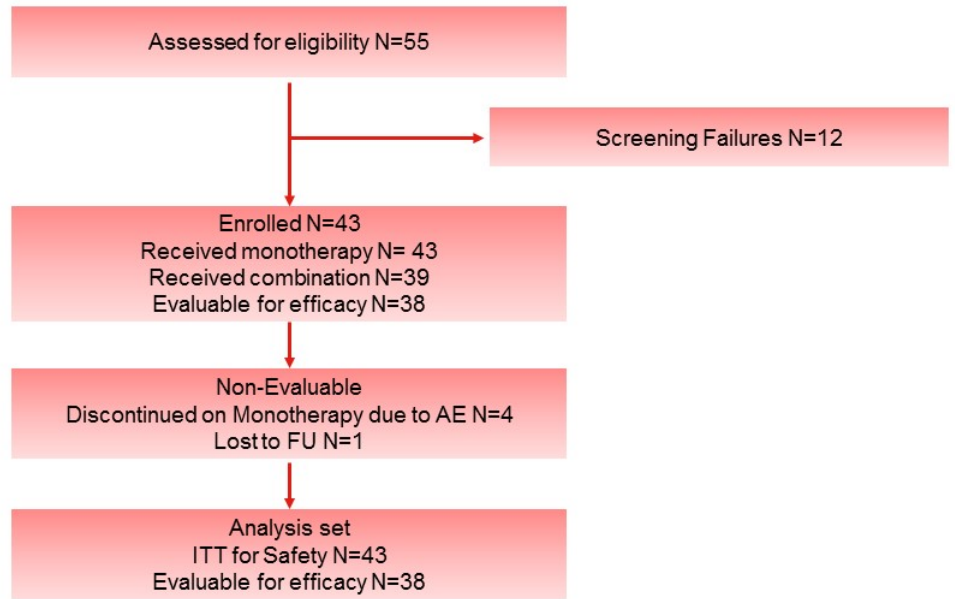 Assessed for eligibility N=55
Screening Failures N=12
Enrolled N=43
Received monotherapy N= 43
Received combination N=39
Evaluable for efficacy N=38
Non-Evaluable
Discontinued on Monotherapy due to AE N=4
Lost to FU N=1
Analysis set
ITT for Safety N=43
Evaluable for efficacy N=38